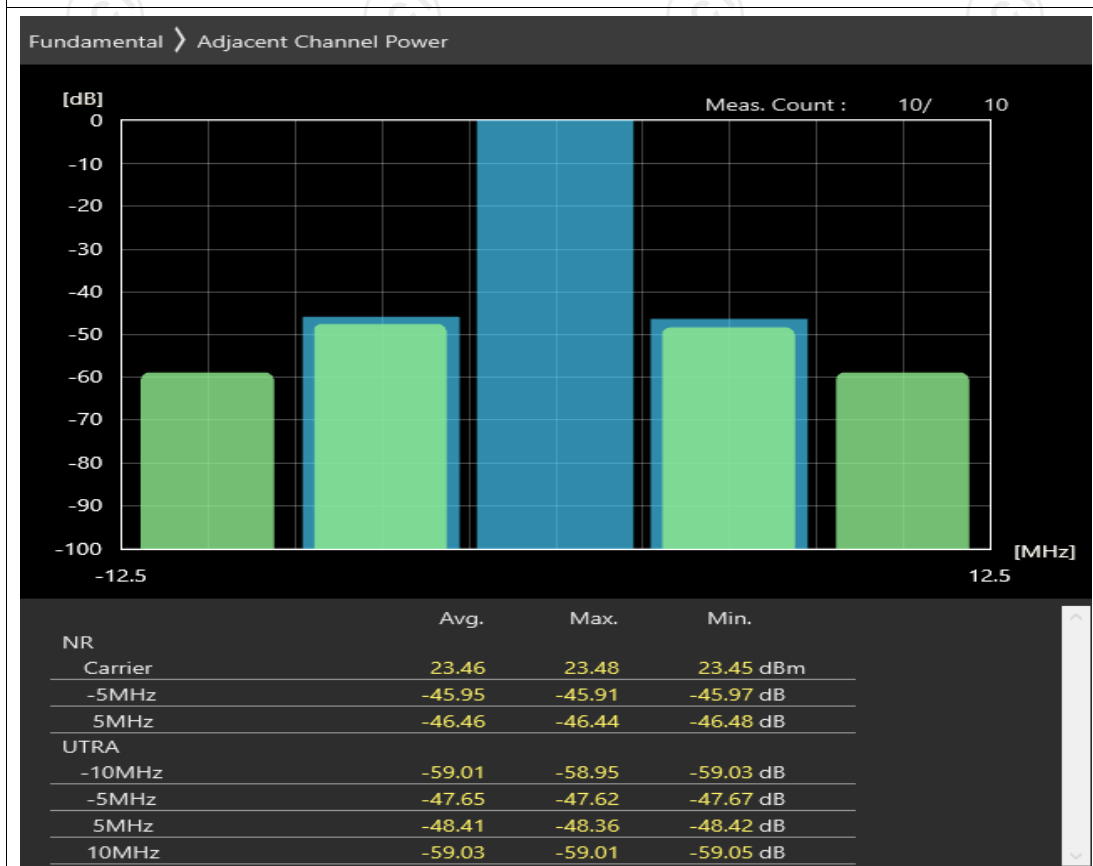 Fundamental 〉 Adjacent Channel Power
[dB]
Meas. Count : 10/ 10
0
-10
-20
-30
-40
-50
-60
-70
-80
-90
-100
[MHz]
-12.5 12.5
Avg. Max. Min.
NR
Carrier 23.46 23.48 23.45 dBm
-5MHz -45.95 -45.91 -45.97 dB
5MHz -46.46 -46.44 -46.48 dB
UTRA
-10MHz -59.01 -58.95 -59.03 dB
-5MHz -47.65 -47.62 -47.67 dB
5MHz -48.41 -48.36 -48.42 dB
10MHz -59.03 -59.01 -59.05 dB